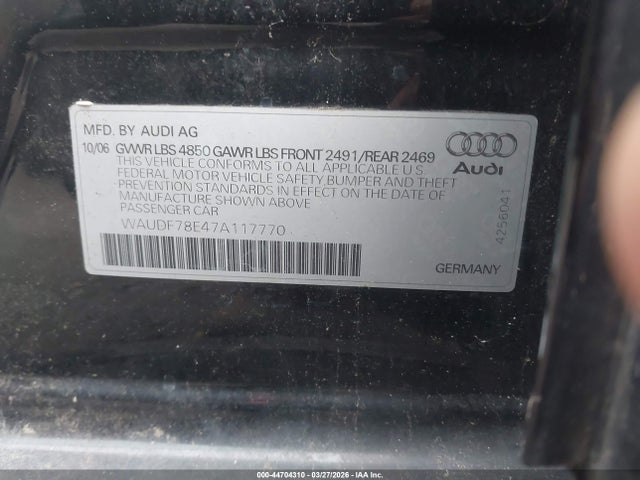 MFD. BY AUDI AG
10/06 GVWR LBS 4850 GAWR LBS FRONT 2491/REAR 2469
THIS VEHICLE CONFORMS TO ALL APPLICABLE U.S.
FEDERAL MOTOR VEHICLE SAFETY, BUMPER AND THEFT
PREVENTION STANDARDS IN EFFECT ON THE DATE OF
MANUFACTURE SHOWN ABOVE
PASSENGER CAR
WAUDF78E47A117770
Audi
4256041
GERMANY
000-44704310 | 03/27/2026 - IAA Inc.